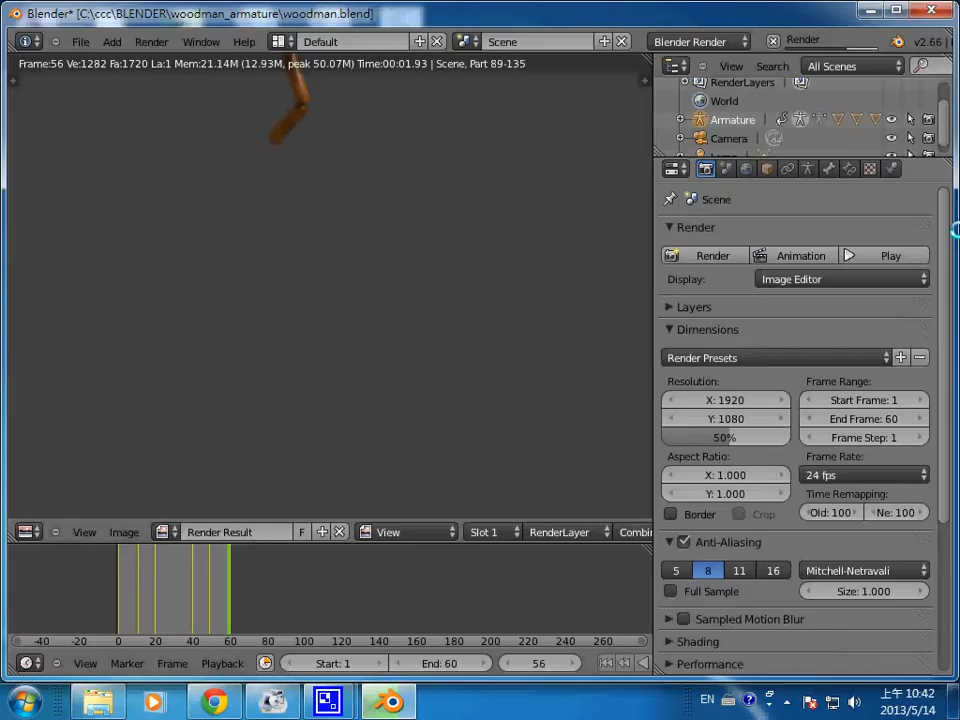 Blender* [C:\ccc\BLENDER\woodman_armature\woodman.blend]
File Add Render Window Help Default Scene Blender Render Render v2.66
Frame:56 Ve:1282 Fa:1720 La:1 Mem:21.14M (12.93M, peak 50.07M) Time:00:01.93 | Scene, Part 89-135
View Search All Scenes
RenderLayers
World
Armature
Camera
Scene
Render
Render Animation Play
Display: Image Editor
Layers
Dimensions
Render Presets
Resolution: Frame Range:
X: 1920 Start Frame: 1
Y: 1080 End Frame: 60
50% Frame Step: 1
Aspect Ratio: Frame Rate:
X: 1.000 24 fps
Y: 1.000 Time Remapping:
Border Crop Old: 100 Ne: 100
Anti-Aliasing
5 8 11 16 Mitchell-Netravali
Full Sample Size: 1.000
Sampled Motion Blur
Shading
Performance
View Image Render Result F View Slot 1 RenderLayer Combin
-40 -20 0 20 40 60 80 100 120 140 160 180 200 220 240 260
View Marker Frame Playback Start: 1 End: 60 56
EN 上午 10:42
2013/5/14